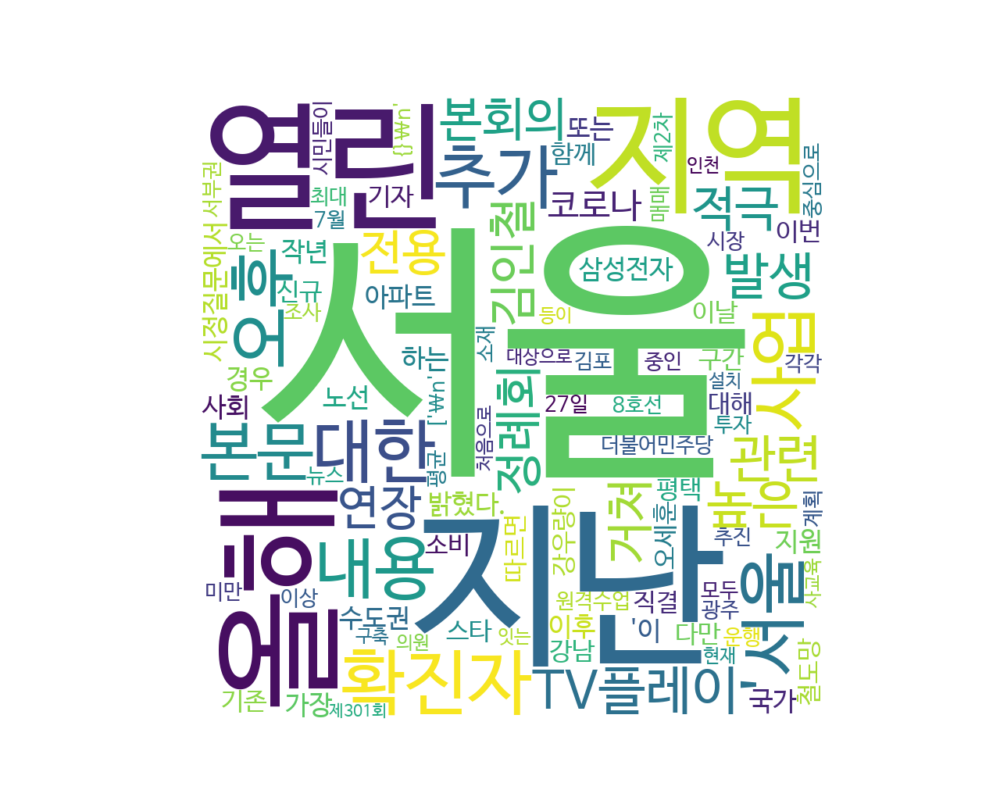 열린
지역
시민들이
{}₩n'
본회의
또는
제2차
인천
중심으로
서부권
최대
기자
추가
함께
매매
7월
코로나
적극
이번
시정질문에서
오는
작년
전용
김인철
시장
오후
신규
아파트
서울
삼성전자
발생
이날
조사
등이
사업
경우
노선
하는
소재
대상으로
김포
중인
구간
각각
사회
본문
대한
['₩n'
정례회
27일
8호선
대해
설치
투자
처음으로
더불어민주당
관련
뉴스
평균
올해
연장
밝혔다.
거쳐
오세훈
평택
있는
계획
내용
소비
지난
따르면
강우량이
추진
지원
미만
이상
원격수업
직결
모두
광주
'서울
사교육
수도권
구축
의원
스타
잇는
이후
'이
다만
운행
강남
현재
철도망
기존
가장
제301회
확진자
TV플레이
국가